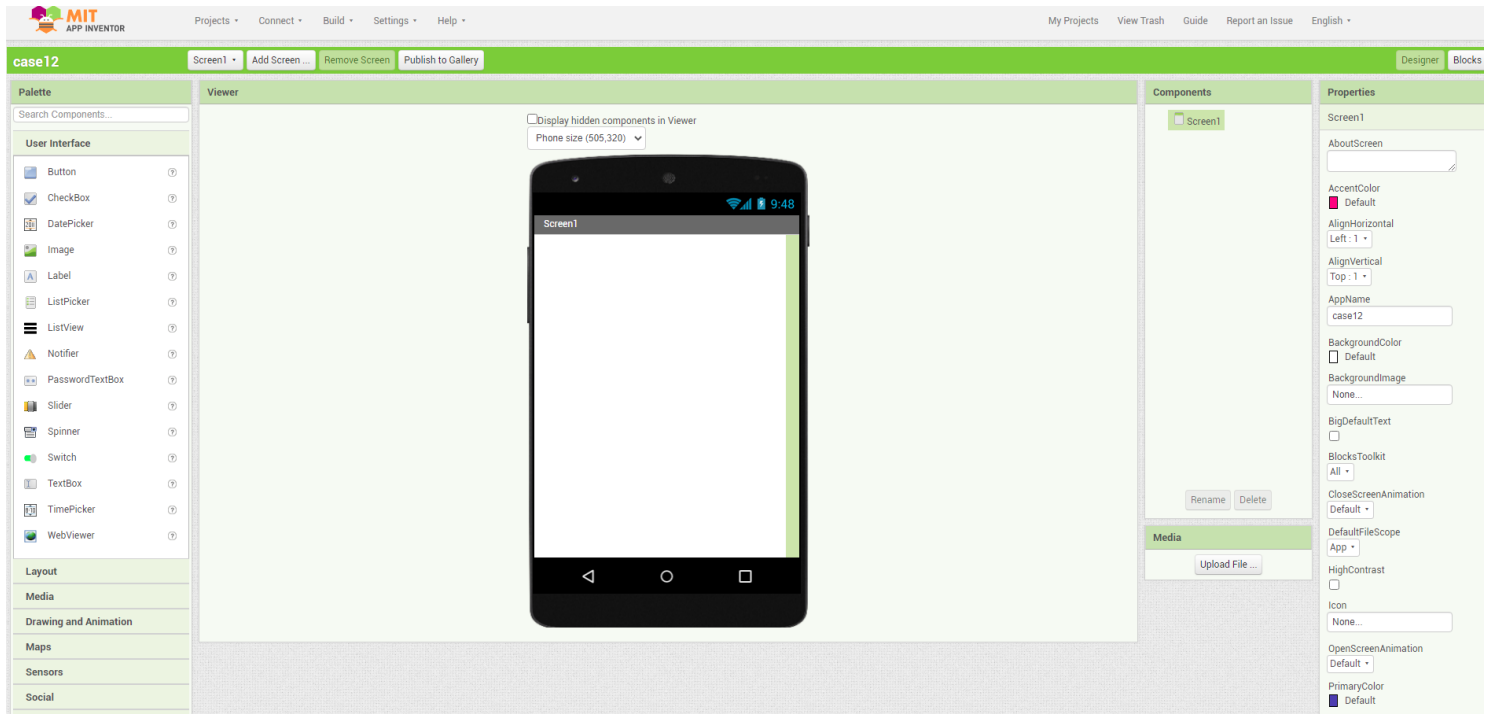 MIT
APP INVENTOR
Projects
Connect
Build
Settings
Help
My Projects
View Trash
Guide
Report an Issue
English
case12
Screen1
Add Screen ...
Remove Screen
Publish to Gallery
Designer
Blocks
Palette
Search Components...
User Interface
Button
CheckBox
DatePicker
Image
Label
ListPicker
ListView
Notifier
PasswordTextBox
Slider
Spinner
Switch
TextBox
TimePicker
WebViewer
Layout
Media
Drawing and Animation
Maps
Sensors
Social
Viewer
Display hidden components in Viewer
Phone size (505,320)
9:48
Screen1
Components
Screen1
Rename
Delete
Media
Upload File ...
Properties
Screen1
AboutScreen
AccentColor
Default
AlignHorizontal
Left : 1
AlignVertical
Top : 1
AppName
case12
BackgroundColor
Default
BackgroundImage
None...
BigDefaultText
BlocksToolkit
All
CloseScreenAnimation
Default
DefaultFileScope
App
HighContrast
Icon
None...
OpenScreenAnimation
Default
PrimaryColor
Default